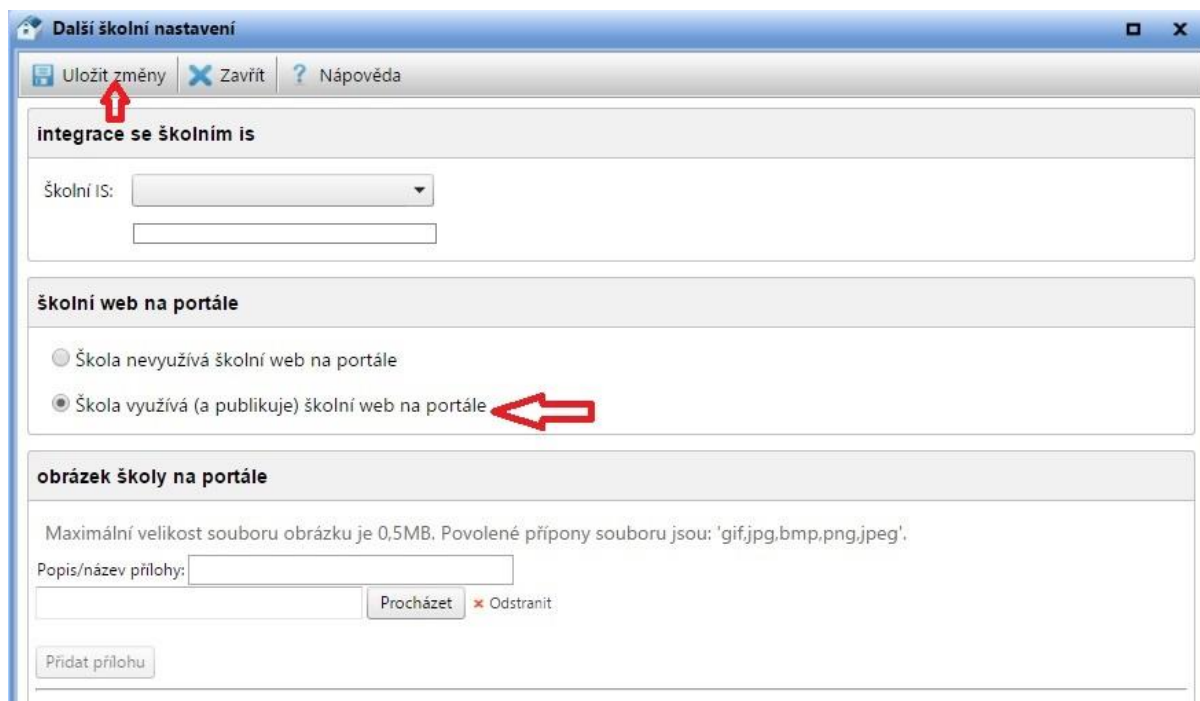 Další školní nastavení
Uložit změny Zavřít ? Nápověda
integrace se školním is
Školní IS:
školní web na portále
Škola nevyužívá školní web na portále
Škola využívá (a publikuje) školní web na portále
obrázek školy na portále
Maximální velikost souboru obrázku je 0,5MB. Povolené přípony souboru jsou: 'gif,jpg,bmp,png,jpeg'.
Popis/název přílohy:
Procházet × Odstranit
Přidat přílohu